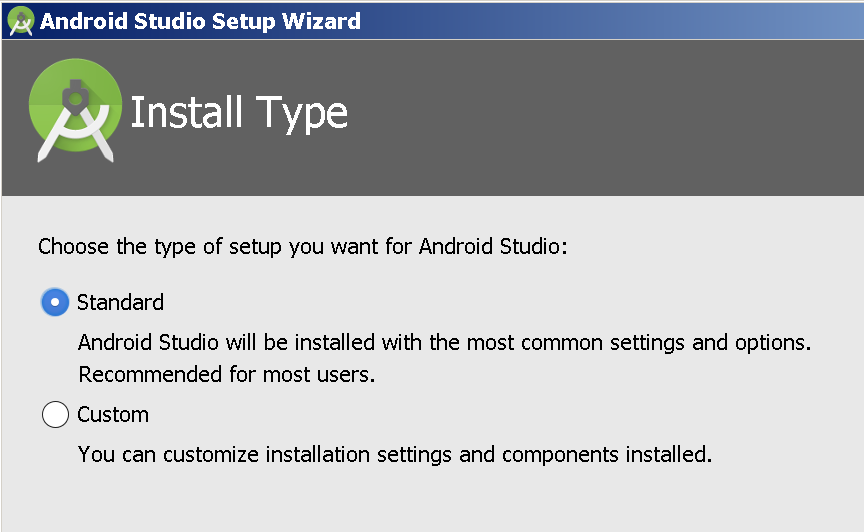 Android Studio Setup Wizard
Install Type
Choose the type of setup you want for Android Studio:
Standard
Android Studio will be installed with the most common settings and options.
Recommended for most users.
Custom
You can customize installation settings and components installed.